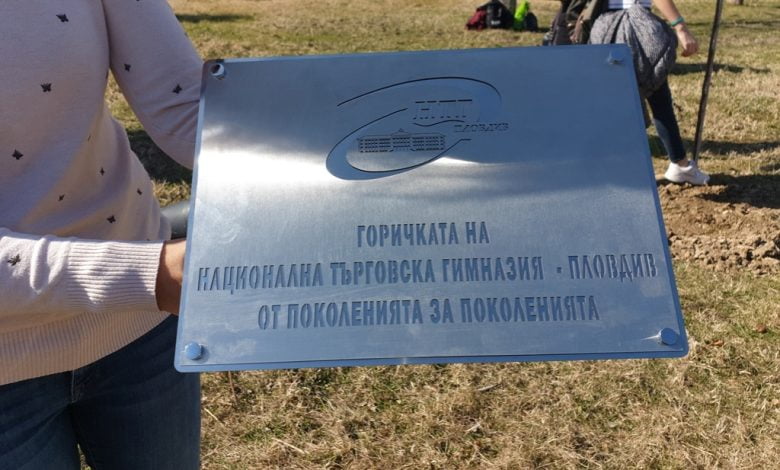 НТГ
ПЛОВДИВ
ГОРИЧКАТА НА
НАЦИОНАЛНА ТЪРГОВСКА ГИМНАЗИЯ - ПЛОВДИВ
ОТ ПОКОЛЕНИЯТА ЗА ПОКОЛЕНИЯТА